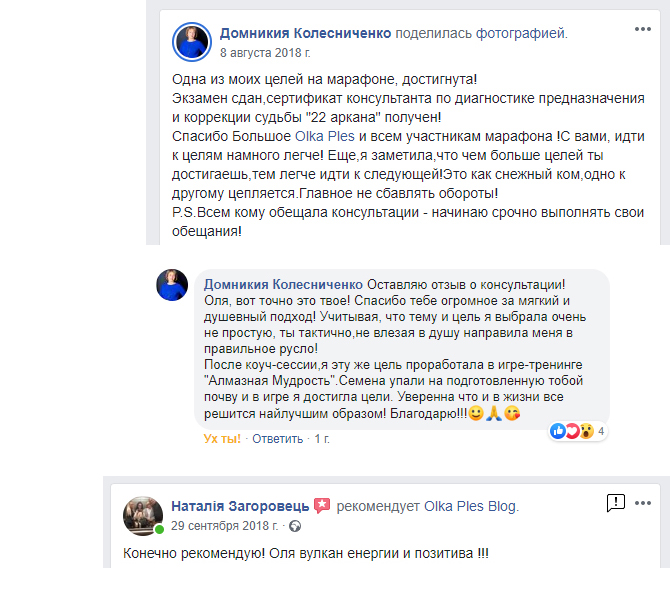 Домникия Колесниченко поделилась фотографией.
8 августа 2018 г.
Одна из моих целей на марафоне, достигнута!
Экзамен сдан,сертификат консультанта по диагностике предназначения
и коррекции судьбы "22 аркана" получен!
Спасибо Большое Olka Ples и всем участникам марафона !С вами, идти
к целям намного легче! Еще,я заметила,что чем больше целей ты
достигаешь,тем легче идти к следующей!Это как снежный ком,одно к
другому цепляется.Главное не сбавлять обороты!
P.S.Всем кому обещала консультации - начинаю срочно выполнять свои
обещания!
Домникия Колесниченко Оставляю отзыв о консультации!
Оля, вот точно это твое! Спасибо тебе огромное за мягкий и
душевный подход! Учитывая, что тему и цель я выбрала очень
не простую, ты тактично,не влезая в душу направила меня в
правильное русло!
После коуч-сессии,я эту же цель проработала в игре-тренинге
"Алмазная Мудрость".Семена упали на подготовленную тобой
почву и в игре я достигла цели. Уверенна что и в жизни все
решится найлучшим образом! Благодарю!!!😀🙏😘
Ух ты! · Ответить · 1 г.
4
Наталія Загоровець рекомендует Olka Ples Blog.
29 сентября 2018 г. ·
Конечно рекомендую! Оля вулкан енергии и позитива !!!